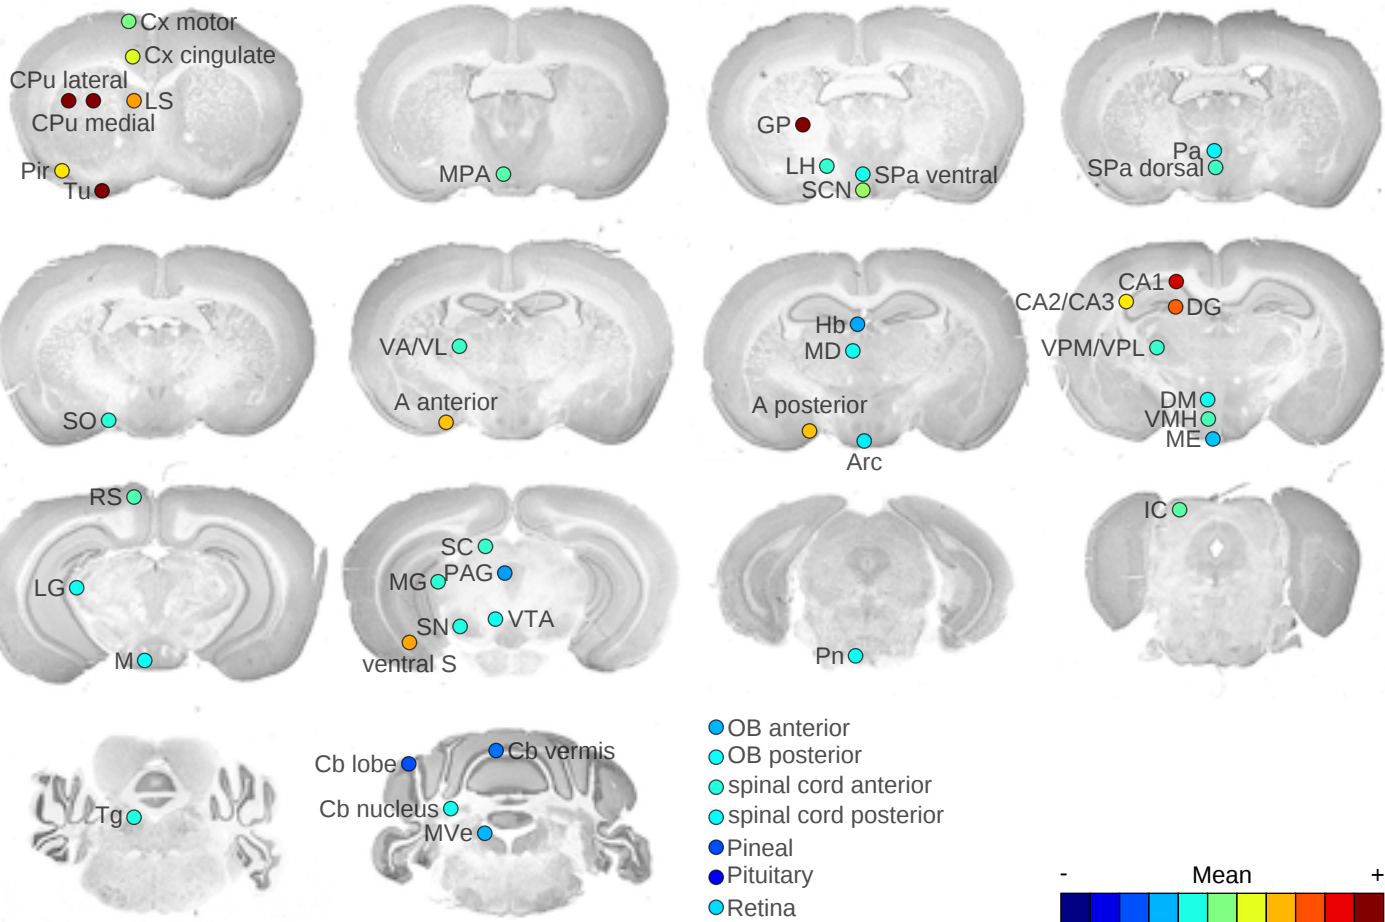 Cx motor
Cx cingulate
CPu lateral
LS
CPu medial
Pir
Tu
MPA
GP
LH
SPa ventral
SCN
Pa
SPa dorsal
SO
VA/VL
A anterior
Hb
MD
A posterior
Arc
CA1
CA2/CA3
DG
VPM/VPL
DM
VMH
ME
RS
LG
M
SC
MG
PAG
SN
VTA
ventral S
Pn
IC
Tg
Cb lobe
Cb vermis
Cb nucleus
MVe
OB anterior
OB posterior
spinal cord anterior
spinal cord posterior
Pineal
Pituitary
Retina
- Mean +